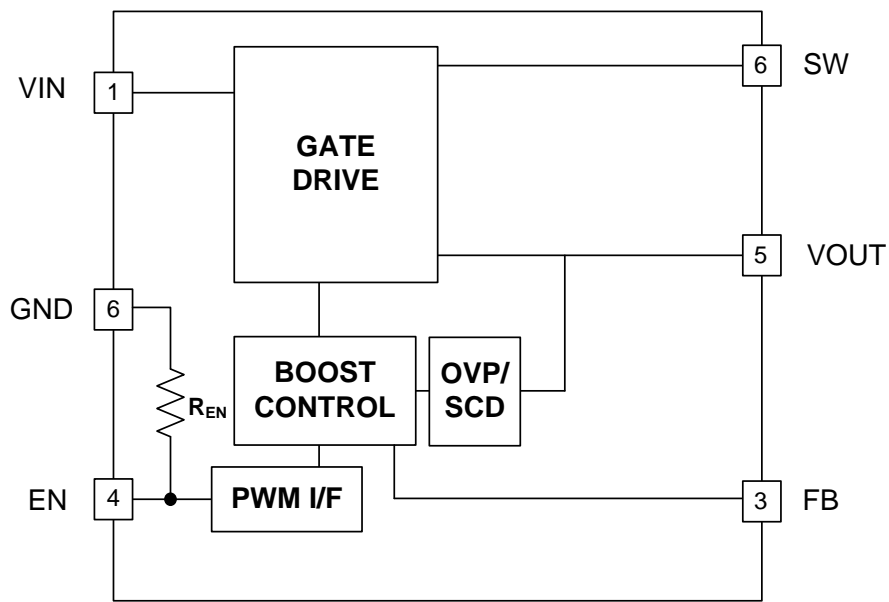 VIN
1
GATE
DRIVE
6
SW
5
VOUT
GND
6
R_EN
BOOST
CONTROL
OVP/
SCD
EN
4
PWM I/F
3
FB